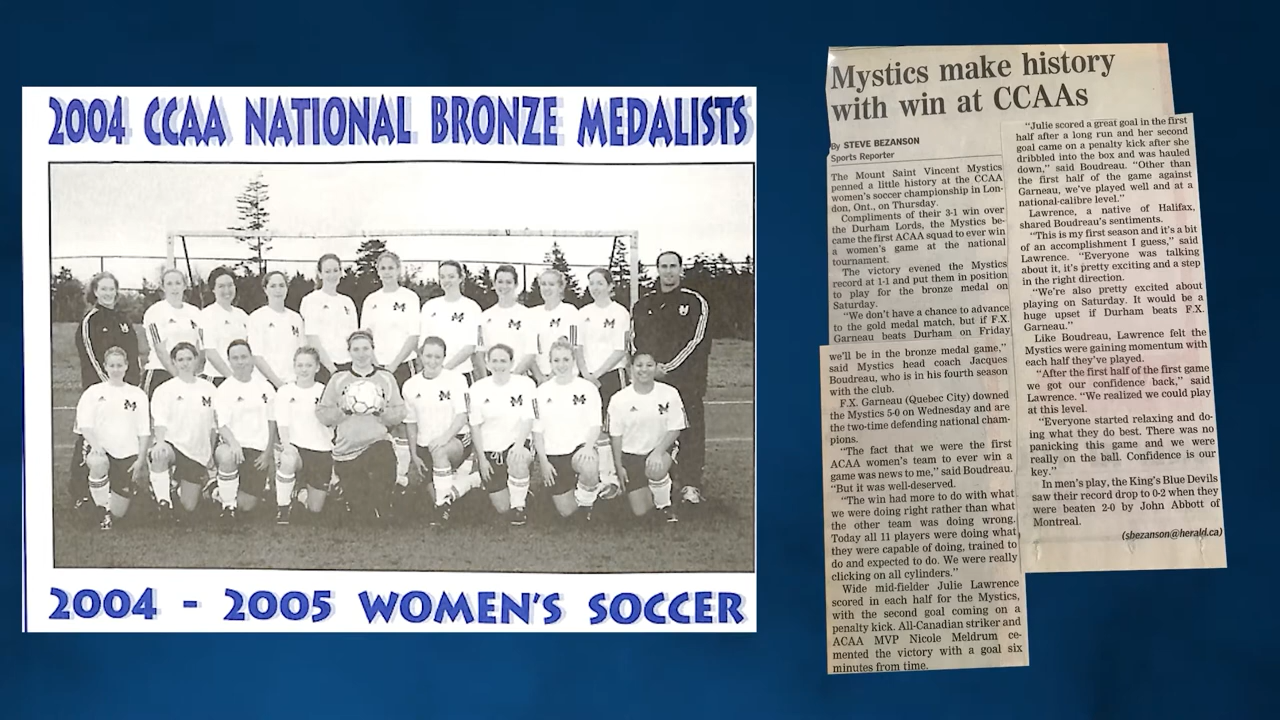 2004 CCAA NATIONAL BRONZE MEDALISTS
2004 - 2005 WOMEN'S SOCCER
Mystics make history
with win at CCAAs
By STEVE BEZANSON
Sports Reporter
The Mount Saint Vincent Mystics
penned a little history at the CCAA
women's soccer championship in Lon-
don, Ont., on Thursday.
Compliments of their 3-1 win over
the Durham Lords, the Mystics be-
came the first ACAA squad to ever win
a women's game at the national
tournament.
The victory evened the Mystics
record at 1-1 and put them in position
to play for the bronze medal on
Saturday.
"We don't have a chance to advance
to the gold medal match, but if F.X.
Garneau beats Durham on Friday
we'll be in the bronze medal game,"
said Mystics head coach Jacques
Boudreau, who is in his fourth season
with the club.
F.X. Garneau (Quebec City) downed
the Mystics 5-0 on Wednesday and are
the two-time defending national cham-
pions.
"The fact that we were the first
ACAA women's team to ever win a
game was news to me," said Boudreau.
"But it was well-deserved.
"The win had more to do with what
we were doing right rather than what
the other team was doing wrong.
Today all 11 players were doing what
they were capable of doing, trained to
do and expected to do. We were really
clicking on all cylinders."
Wide mid-fielder Julie Lawrence
scored in each half for the Mystics,
with the second goal coming on a
penalty kick. All-Canadian striker and
ACAA MVP Nicole Meldrum ce-
mented the victory with a goal six
minutes from time.
"Julie scored a great goal in the first
half after a long run and her second
goal came on a penalty kick after she
dribbled into the box and was hauled
down," said Boudreau. "Other than
the first half of the game against
Garneau, we've played well and at a
national-calibre level."
Lawrence, a native of Halifax,
shared Boudreau's sentiments.
"This is my first season and it's a bit
of an accomplishment I guess," said
Lawrence. "Everyone was talking
about it, it's pretty exciting and a step
in the right direction.
"We're also pretty excited about
playing on Saturday. It would be a
huge upset if Durham beats F.X.
Garneau."
Like Boudreau, Lawrence felt the
Mystics were gaining momentum with
each half they've played.
"After the first half of the first game
we got our confidence back," said
Lawrence. "We realized we could play
at this level.
"Everyone started relaxing and do-
ing what they do best. There was no
panicking this game and we were
really on the ball. Confidence is our
key."
In men's play, the King's Blue Devils
saw their record drop to 0-2 when they
were beaten 2-0 by John Abbott of
Montreal.
(sbezanson@herald.ca)